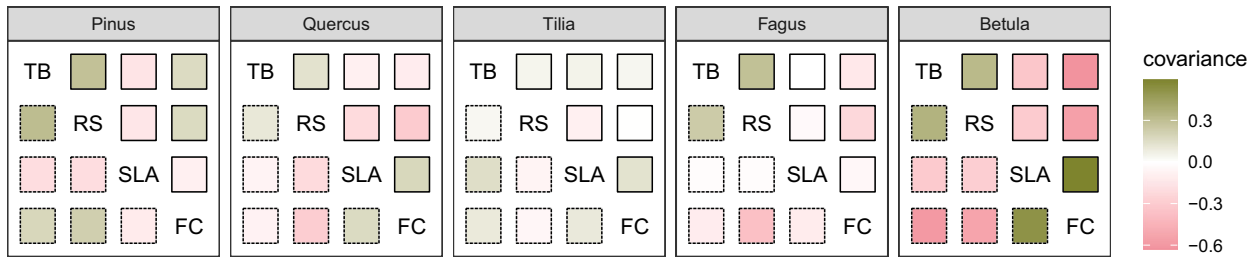 Pinus Quercus Tilia Fagus Betula
TB TB TB TB TB
RS RS RS RS RS
SLA SLA SLA SLA SLA
FC FC FC FC FC
covariance
0.3
0.0
−0.3
−0.6